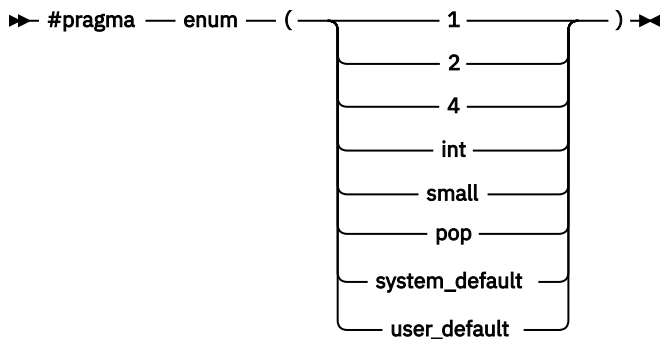 #pragma enum ( 1 )
2
4
int
small
pop
system_default
user_default